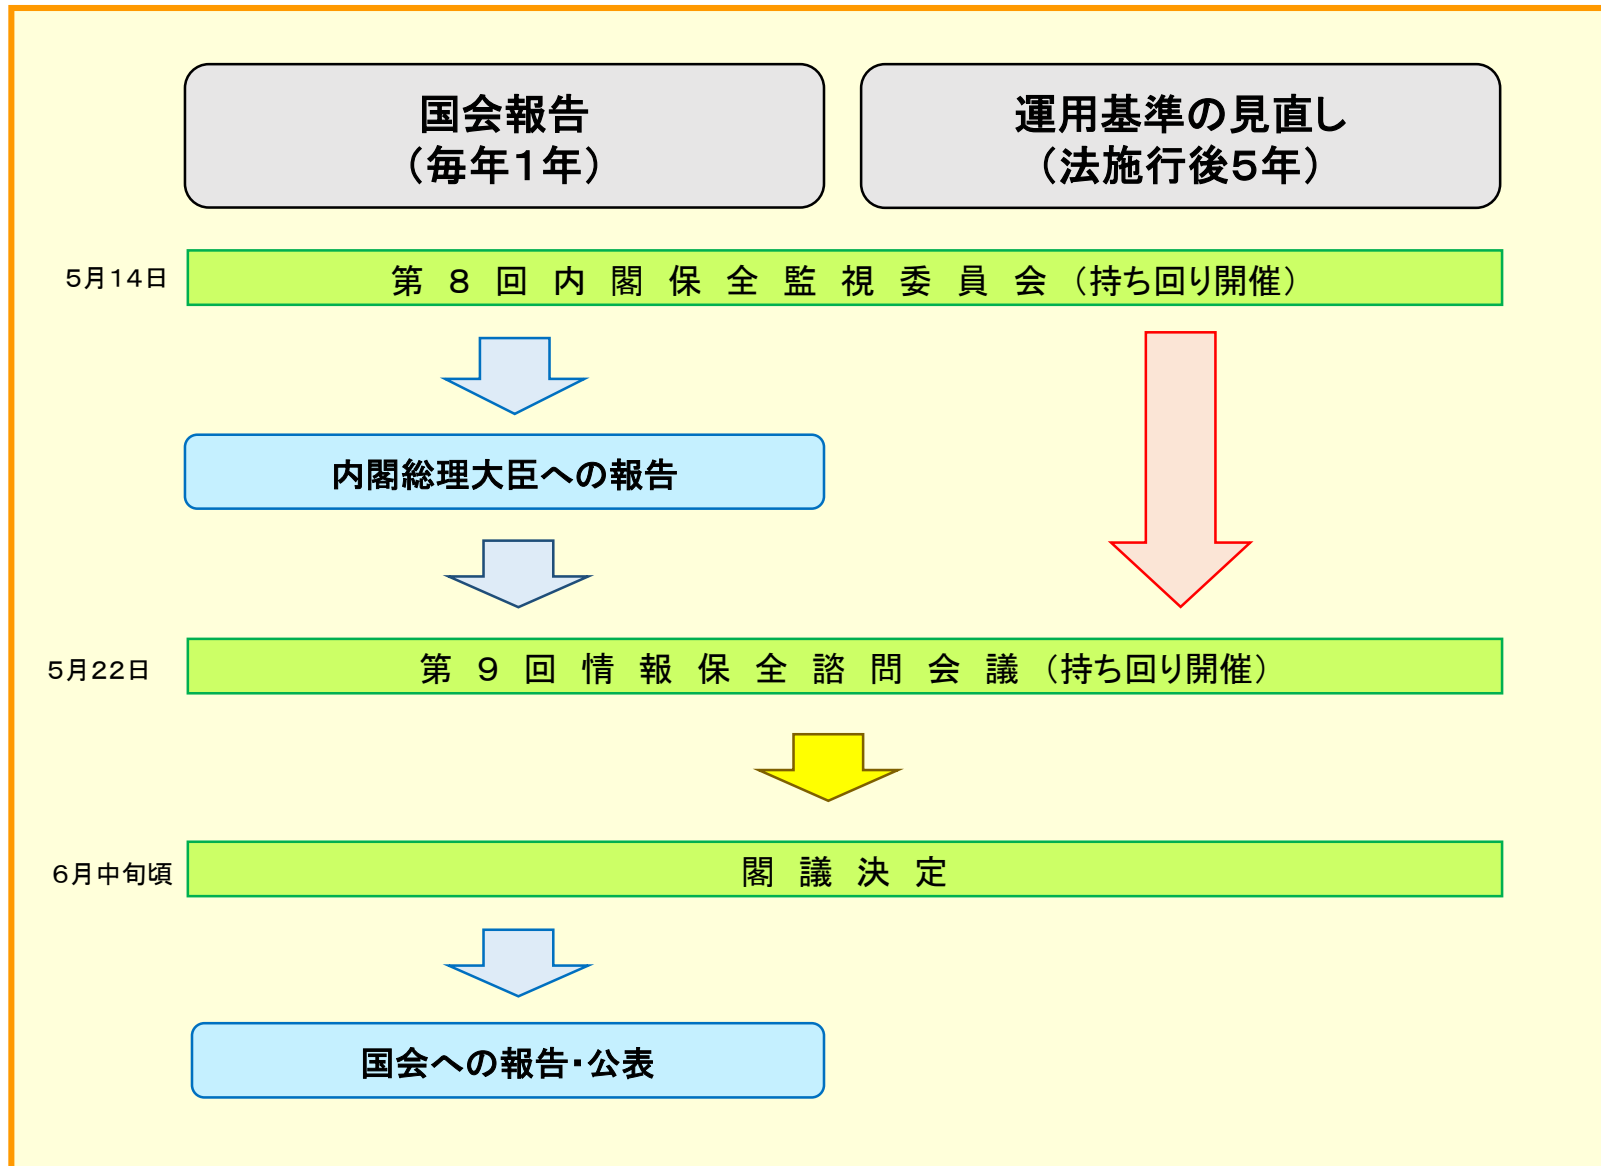 国会報告
（毎年１年）
運用基準の見直し
（法施行後５年）
５月１４日
第８回内閣保全監視委員会（持ち回り開催）
内閣総理大臣への報告
５月２２日
第９回情報保全諮問会議（持ち回り開催）
６月中旬頃
閣議決定
国会への報告・公表